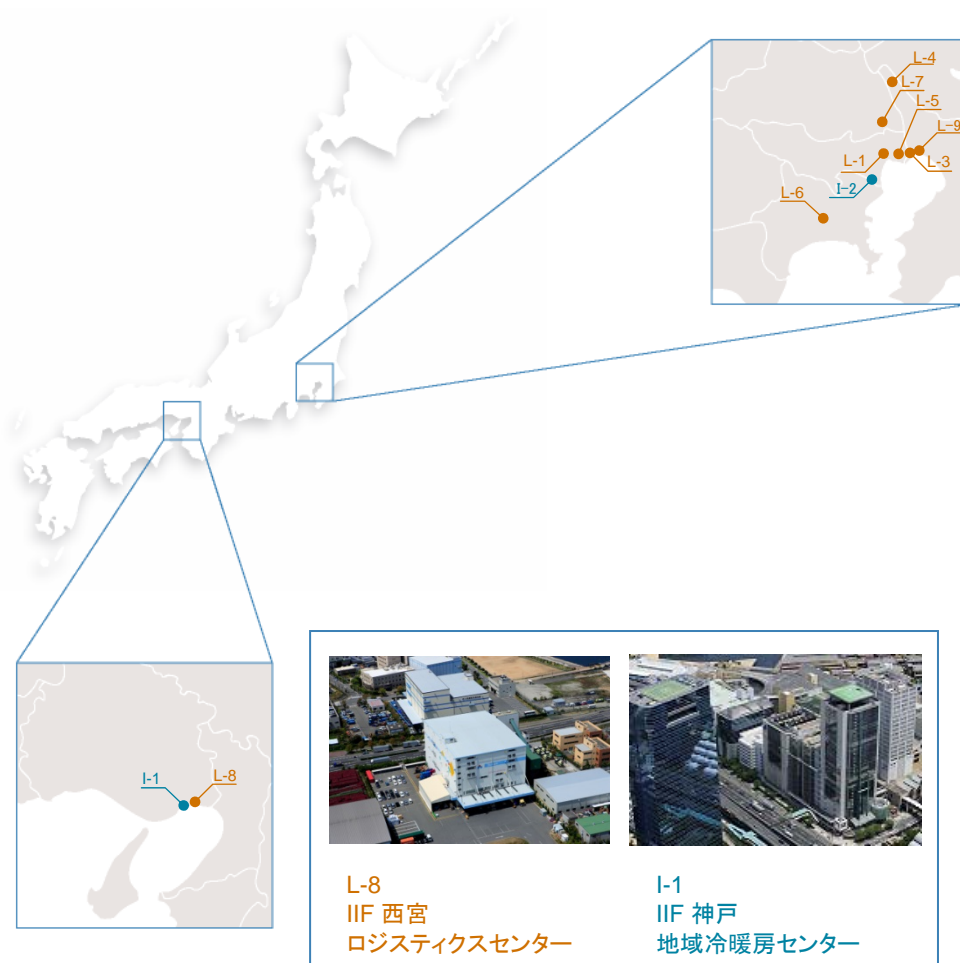 L-4
L-7
L-5
L-9
L-1
L-3
I-2
L-6
I-1
L-8
L-8
IIF 西宮
ロジスティクスセンター
I-1
IIF 神戸
地域冷暖房センター